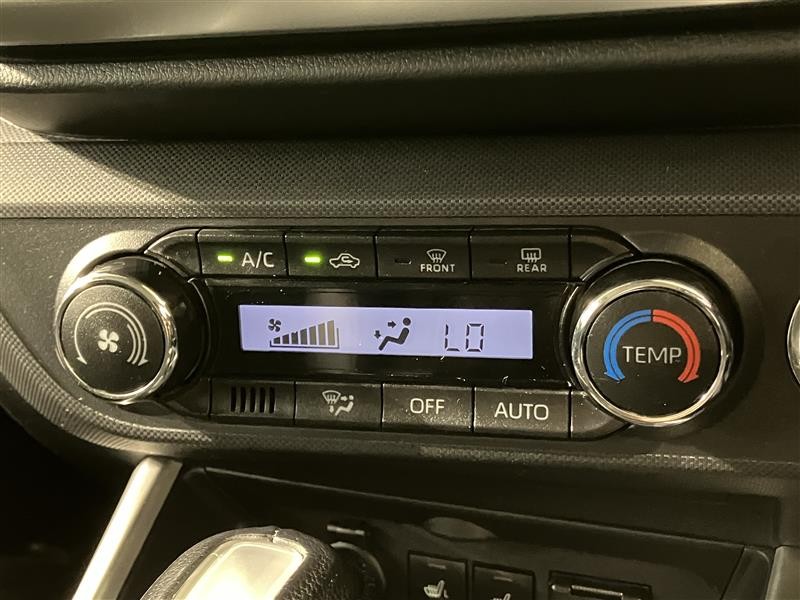 A/C
FRONT
REAR
LO
TEMP
OFF
AUTO